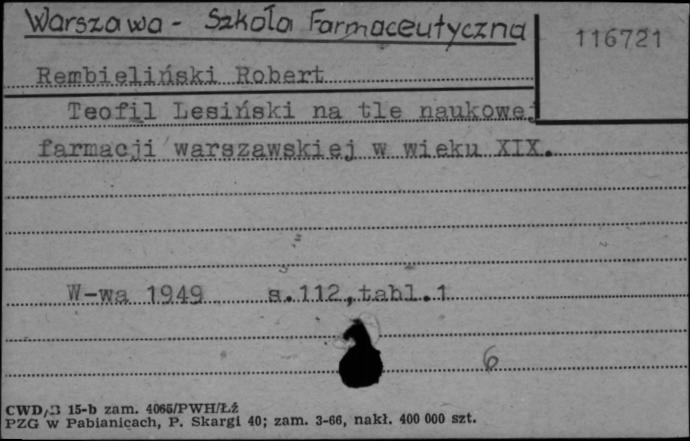 Warszawa - Szkoła Farmaceutyczna
116721
Rembieliński Robert
Teofil Lesiński na tle naukowej
farmacji warszawskiej w wieku XIX.
W-wa 1949 s.112,tabl.1
6
CWD/3 15-b zam. 4065/PWH/Łź
PZG w Pabianicach, P. Skargi 40; zam. 3-66, nakł. 400 000 szt.